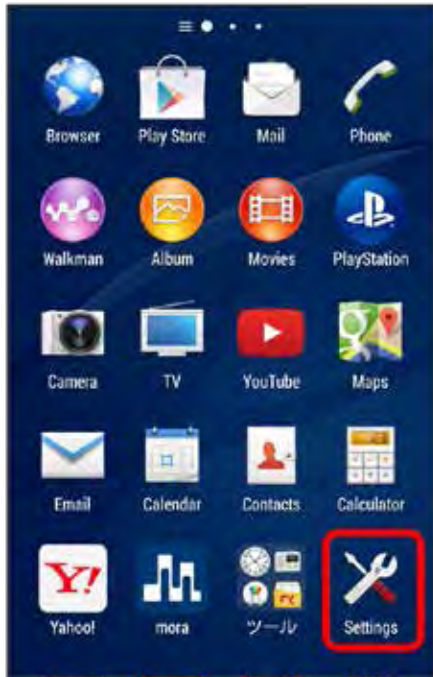 Browser Play Store Mail Phone
Walkman Album Movies PlayStation
Camera TV YouTube Maps
Email Calendar Contacts Calculator
Y!
Yahoo! mora ツール Settings